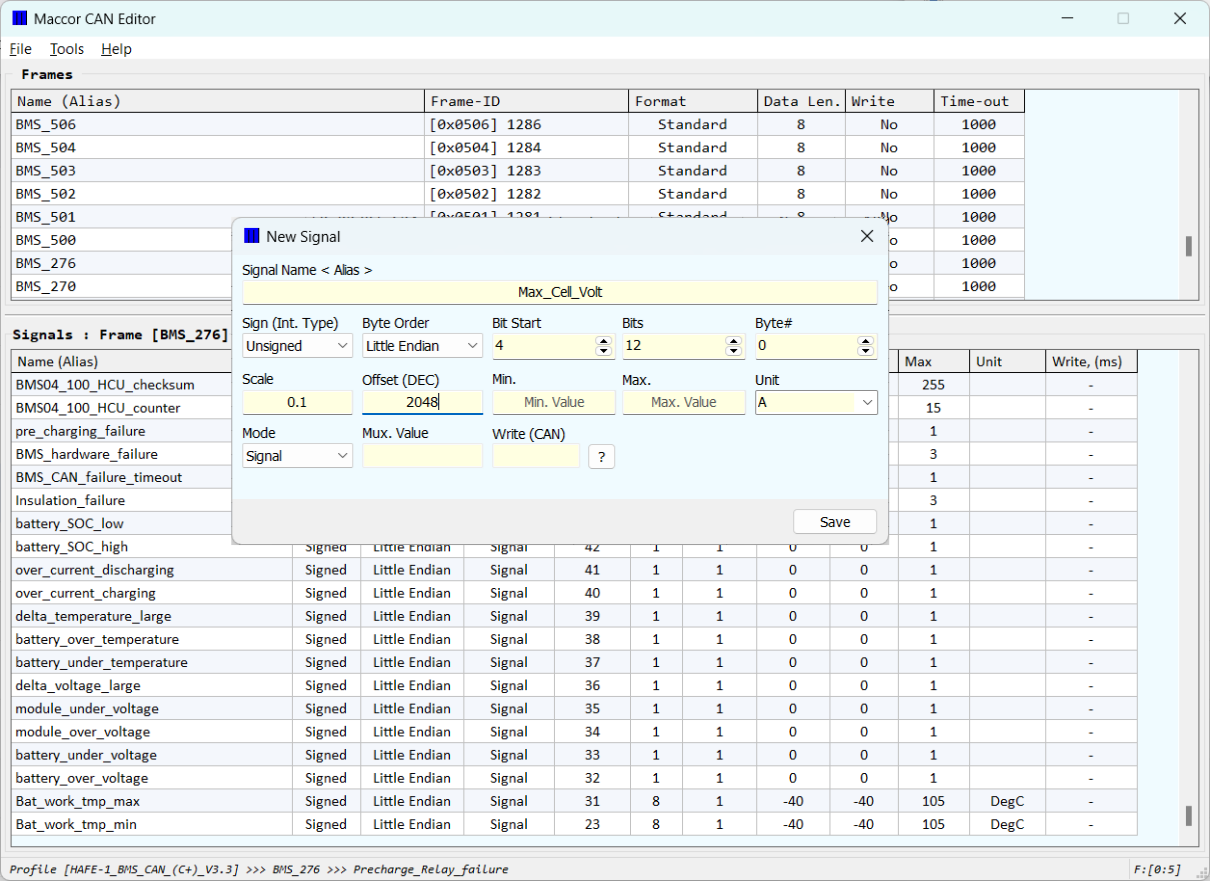 Maccor CAN Editor
File Tools Help
Frames
Name (Alias) Frame-ID Format Data Len. Write Time-out
BMS_506 [0x0506] 1286 Standard 8 No 1000
BMS_504 [0x0504] 1284 Standard 8 No 1000
BMS_503 [0x0503] 1283 Standard 8 No 1000
BMS_502 [0x0502] 1282 Standard 8 No 1000
BMS_501 [0x0501] 1281 Standard 8 No 1000
BMS_500 1000
BMS_276 1000
BMS_270 1000
New Signal
Signal Name < Alias >
Max_Cell_Volt
Sign (Int. Type) Byte Order Bit Start Bits Byte#
Unsigned Little Endian 4 12 0
Scale Offset (DEC) Min. Max. Unit
0.1 2048 Min. Value Max. Value A
Mode Mux. Value Write (CAN)
Signal ?
Save
Signals : Frame [BMS_276]
Name (Alias) Max Unit Write, (ms)
BMS04_100_HCU_checksum 255 -
BMS04_100_HCU_counter 15 -
pre_charging_failure 1 -
BMS_hardware_failure 3 -
BMS_CAN_failure_timeout 1 -
Insulation_failure 3 -
battery_SOC_low 1 -
battery_SOC_high Signed Little Endian Signal 42 1 1 0 0 1 -
over_current_discharging Signed Little Endian Signal 41 1 1 0 0 1 -
over_current_charging Signed Little Endian Signal 40 1 1 0 0 1 -
delta_temperature_large Signed Little Endian Signal 39 1 1 0 0 1 -
battery_over_temperature Signed Little Endian Signal 38 1 1 0 0 1 -
battery_under_temperature Signed Little Endian Signal 37 1 1 0 0 1 -
delta_voltage_large Signed Little Endian Signal 36 1 1 0 0 1 -
module_under_voltage Signed Little Endian Signal 35 1 1 0 0 1 -
module_over_voltage Signed Little Endian Signal 34 1 1 0 0 1 -
battery_under_voltage Signed Little Endian Signal 33 1 1 0 0 1 -
battery_over_voltage Signed Little Endian Signal 32 1 1 0 0 1 -
Bat_work_tmp_max Signed Little Endian Signal 31 8 1 -40 -40 105 DegC -
Bat_work_tmp_min Signed Little Endian Signal 23 8 1 -40 -40 105 DegC -
Profile [HAFE-1_BMS_CAN_(C+)_V3.3] >>> BMS_276 >>> Precharge_Relay_failure F:[0:5]